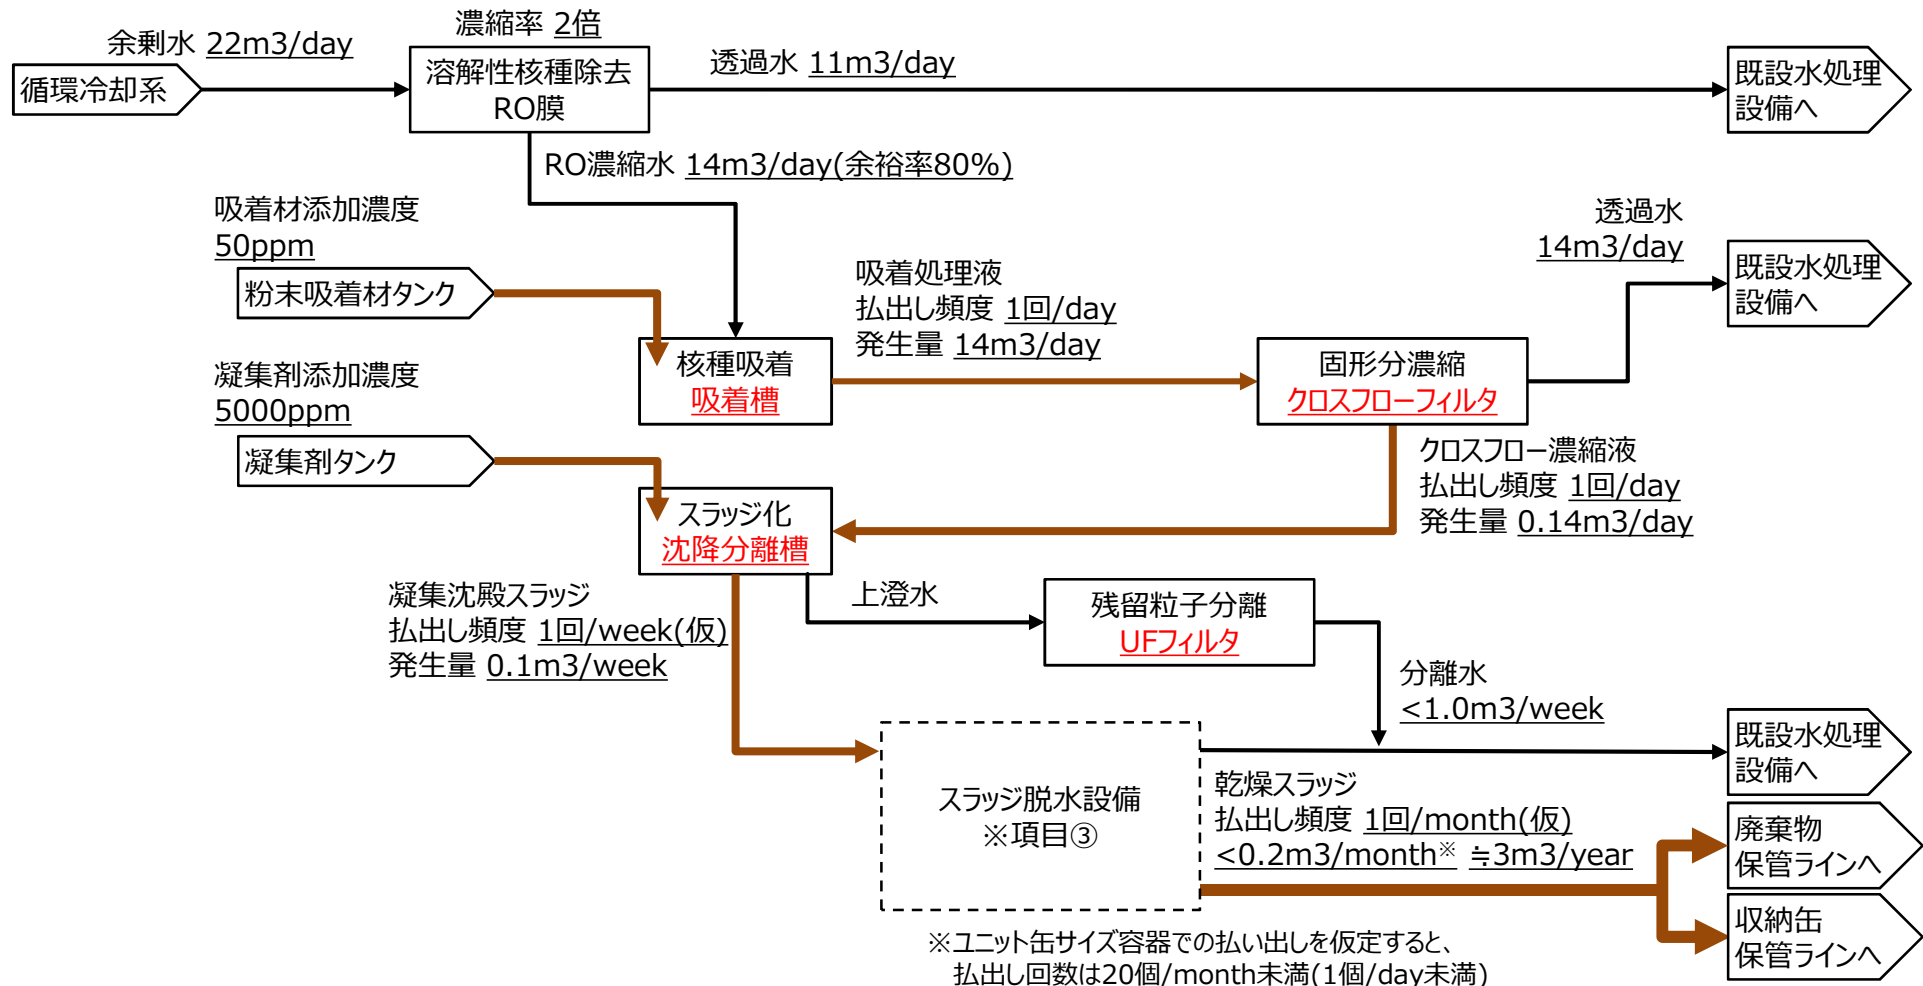 濃縮率 2倍
余剰水 22m3/day
循環冷却系
溶解性核種除去
RO膜
透過水 11m3/day
既設水処理
設備へ
RO濃縮水 14m3/day(余裕率80%)
吸着材添加濃度
50ppm
粉末吸着材タンク
核種吸着
吸着槽
吸着処理液
払出し頻度 1回/day
発生量 14m3/day
固形分濃縮
クロスフローフィルタ
透過水
14m3/day
既設水処理
設備へ
凝集剤添加濃度
5000ppm
凝集剤タンク
クロスフロー濃縮液
払出し頻度 1回/day
発生量 0.14m3/day
スラッジ化
沈降分離槽
凝集沈殿スラッジ
払出し頻度 1回/week(仮)
発生量 0.1m3/week
上澄水
残留粒子分離
UFフィルタ
分離水
<1.0m3/week
既設水処理
設備へ
スラッジ脱水設備
※項目③
乾燥スラッジ
払出し頻度 1回/month(仮)
<0.2m3/month※ ≒3m3/year
廃棄物
保管ラインへ
収納缶
保管ラインへ
※ユニット缶サイズ容器での払い出しを仮定すると、
払出し回数は20個/month未満(1個/day未満)